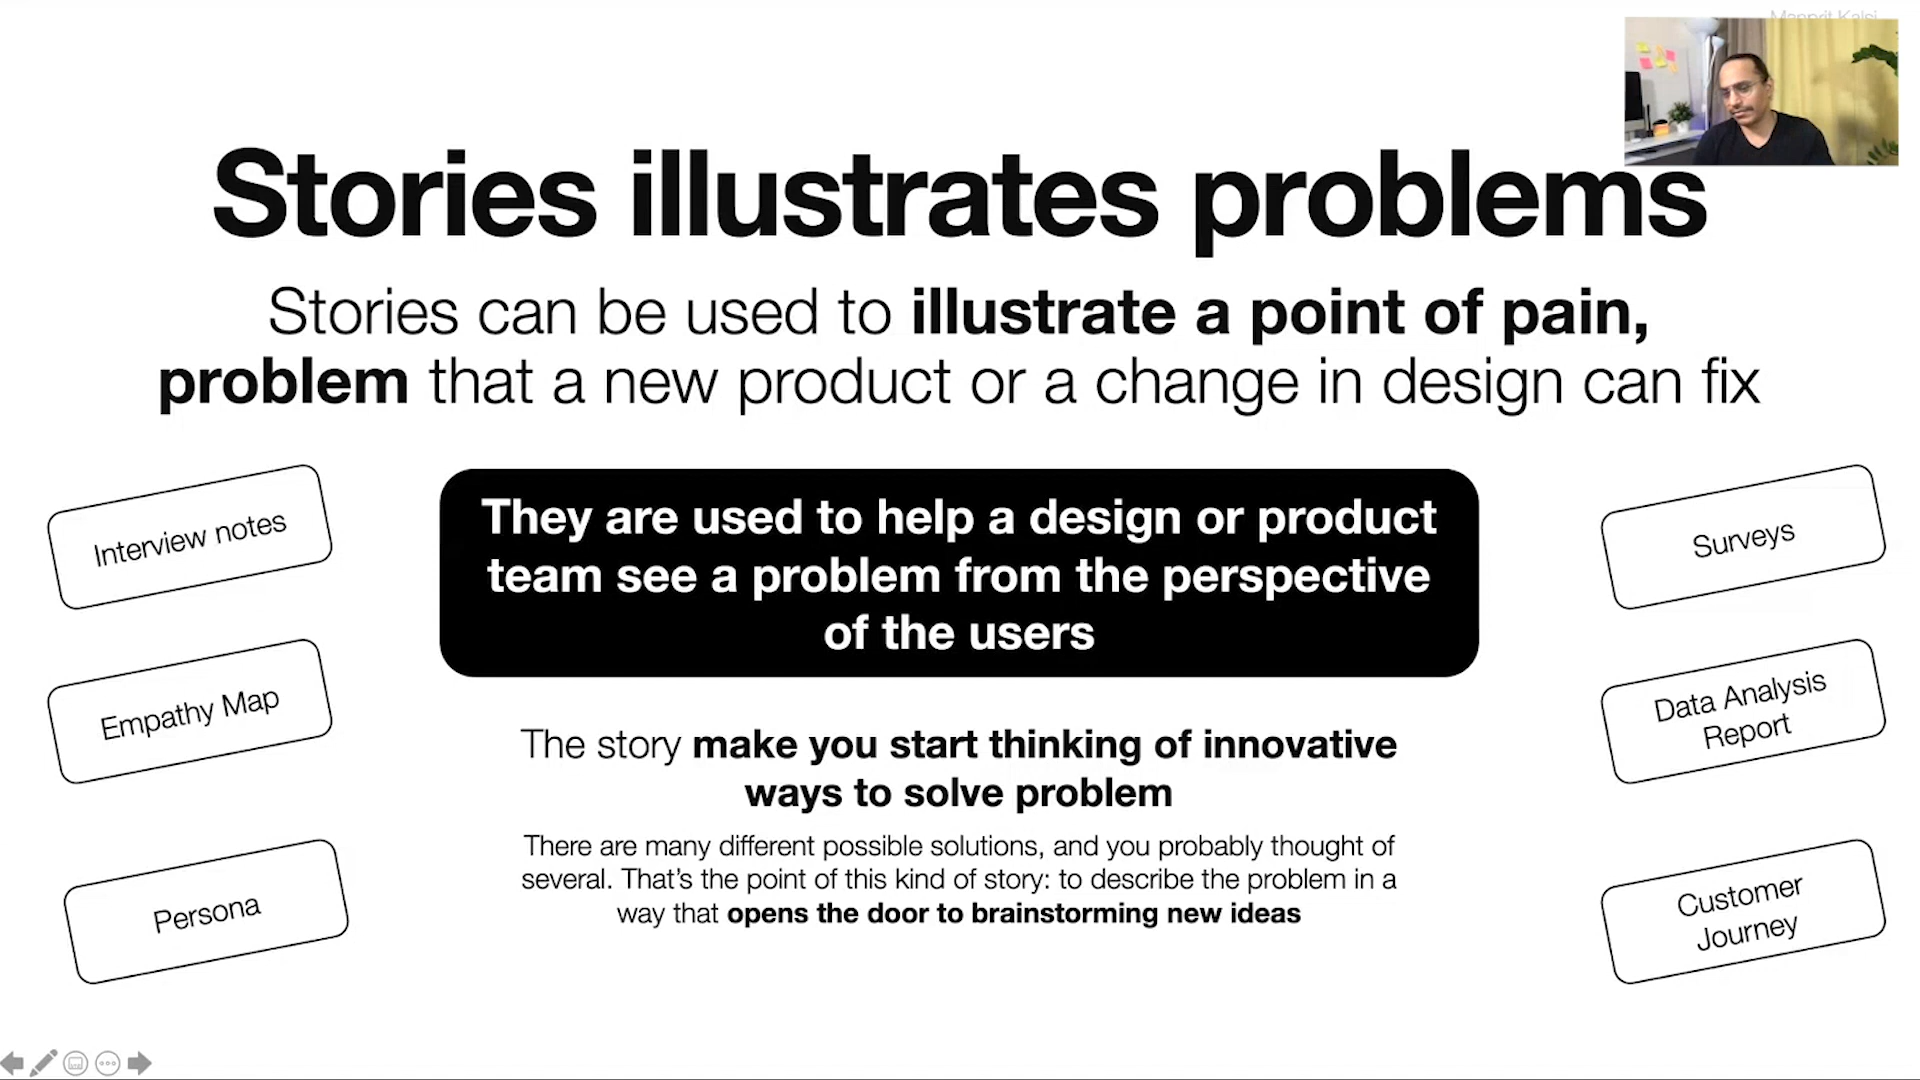 Manprit Kalsi
Stories illustrates problems
Stories can be used to illustrate a point of pain,
problem that a new product or a change in design can fix
Interview notes
Empathy Map
Persona
They are used to help a design or product
team see a problem from the perspective
of the users
The story make you start thinking of innovative
ways to solve problem
There are many different possible solutions, and you probably thought of
several. That’s the point of this kind of story: to describe the problem in a
way that opens the door to brainstorming new ideas
Surveys
Data Analysis
Report
Customer
Journey